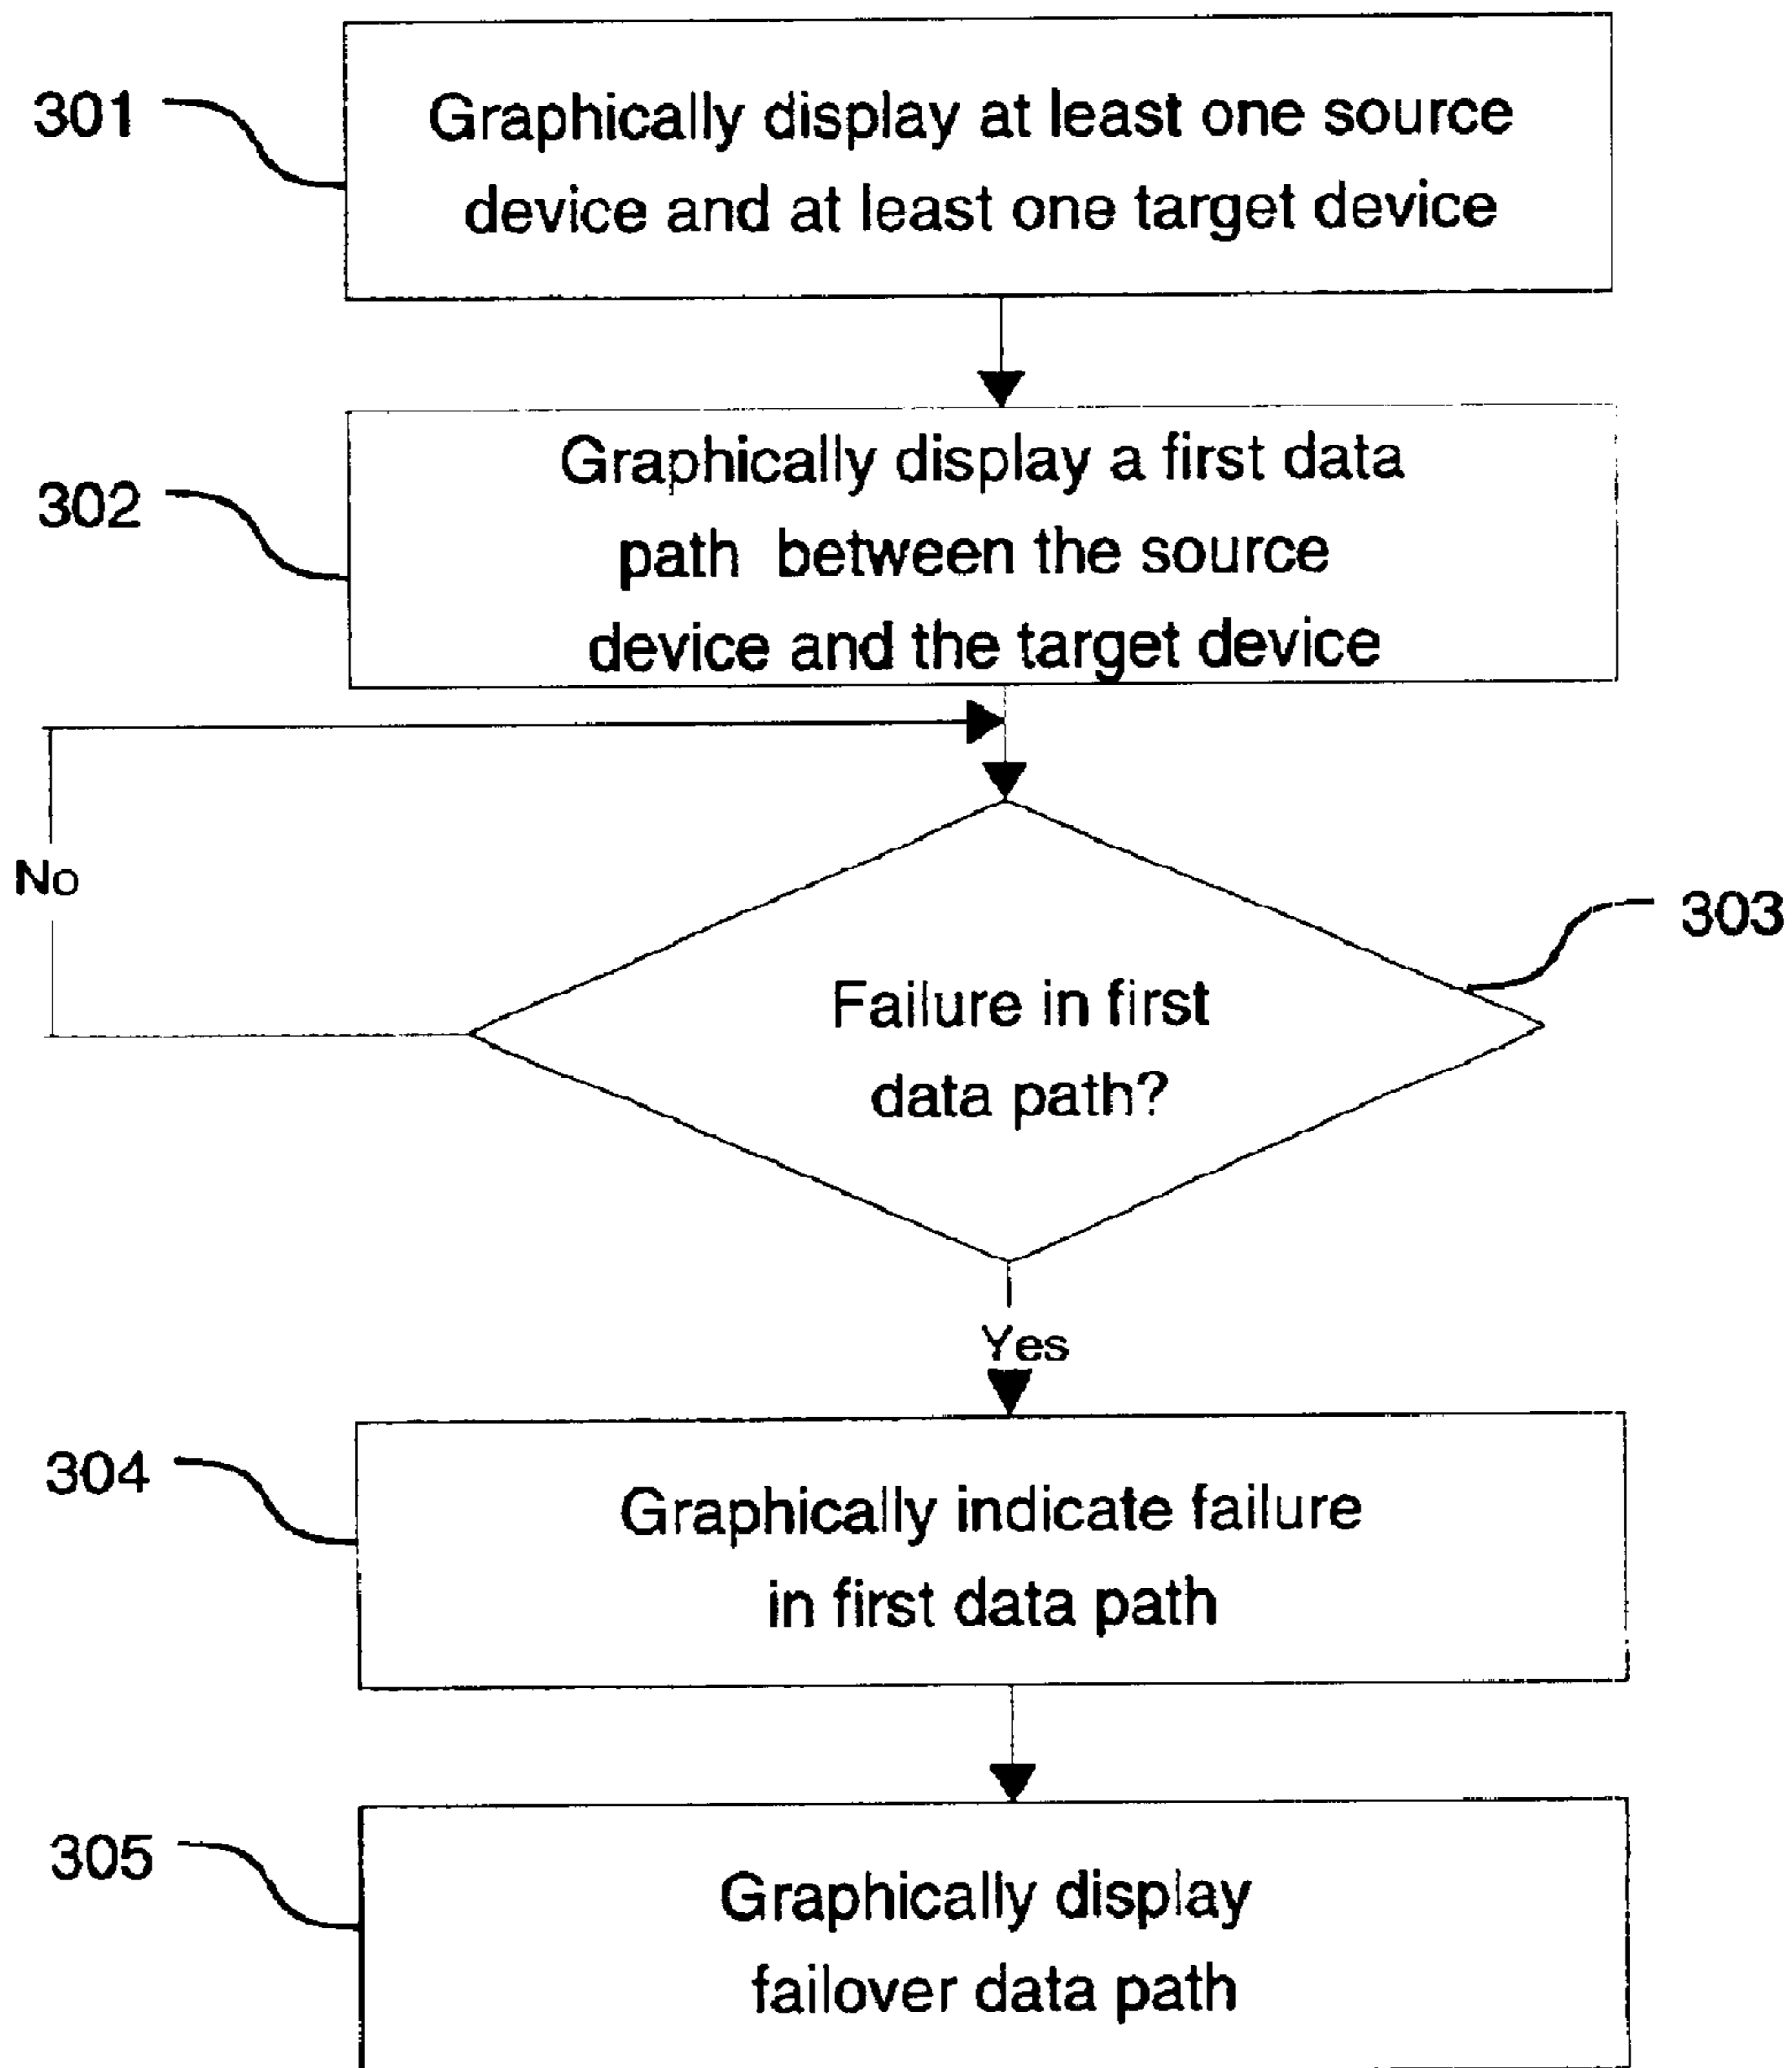 301
Graphically display at least one source
device and at least one target device
302
Graphically display a first data
path between the source
device and the target device
No
303
Failure in first
data path?
Yes
304
Graphically indicate failure
in first data path
305
Graphically display
failover data path